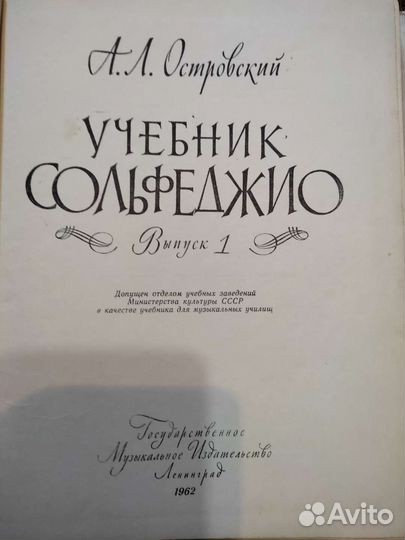 А. Л. Островский
УЧЕБНИК
СОЛЬФЕДЖИО
Выпуск 1
Допущен отделом учебных заведений
Министерства культуры СССР
в качестве учебника для музыкальных училищ
Государственное
Музыкальное Издательство
Ленинград
1962
Avito